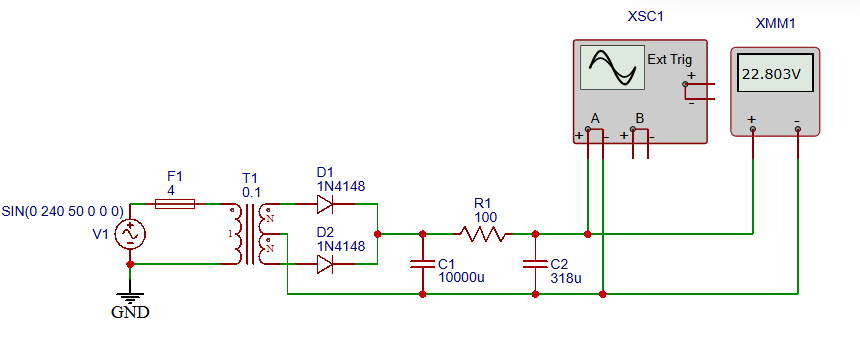 XSC1
XMM1
Ext Trig
+
-
22.803V
A
B
+
-
+
-
+
-
F1
4
T1
0.1
D1
1N4148
SIN(0 240 50 0 0 0)
V1
+
-
1
N
N
D2
1N4148
R1
100
C1
10000u
C2
318u
GND